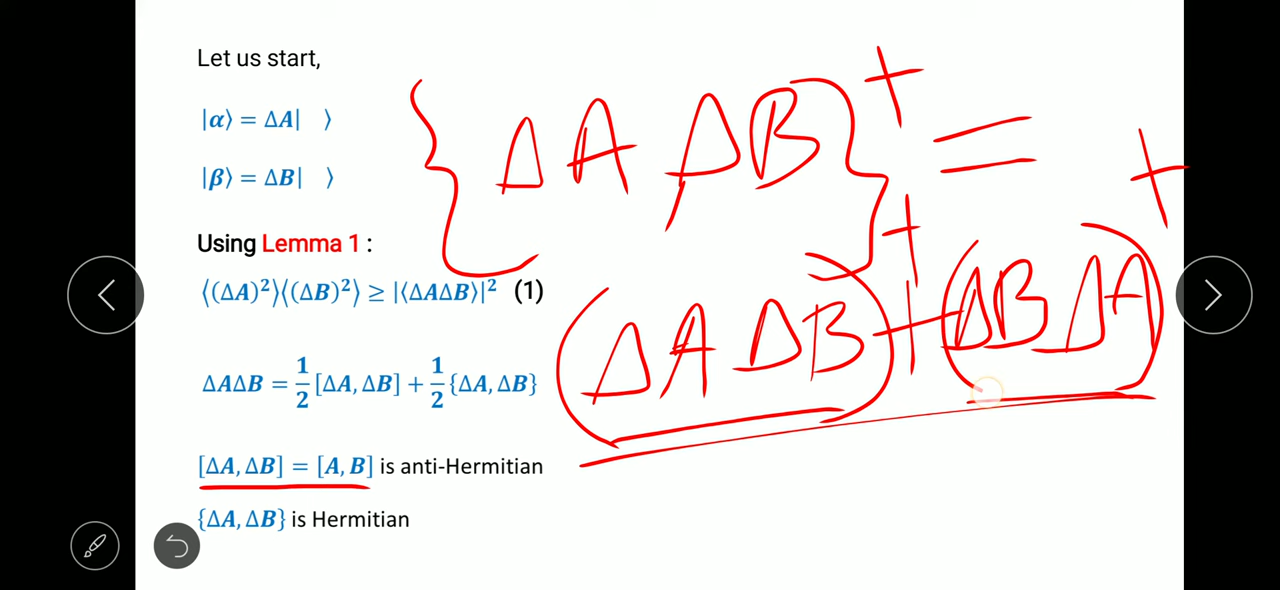 Let us start,
|α⟩ = ΔA| ⟩
|β⟩ = ΔB| ⟩
Using Lemma 1 :
⟨(ΔA)²⟩⟨(ΔB)²⟩ ≥ |⟨ΔAΔB⟩|² (1)
ΔAΔB = 1/2 [ΔA, ΔB] + 1/2 {ΔA, ΔB}
[ΔA, ΔB] = [A, B] is anti-Hermitian
{ΔA, ΔB} is Hermitian
{ΔA ΔB}⁺ =
(ΔA ΔB)⁺ + (ΔB ΔA)⁺